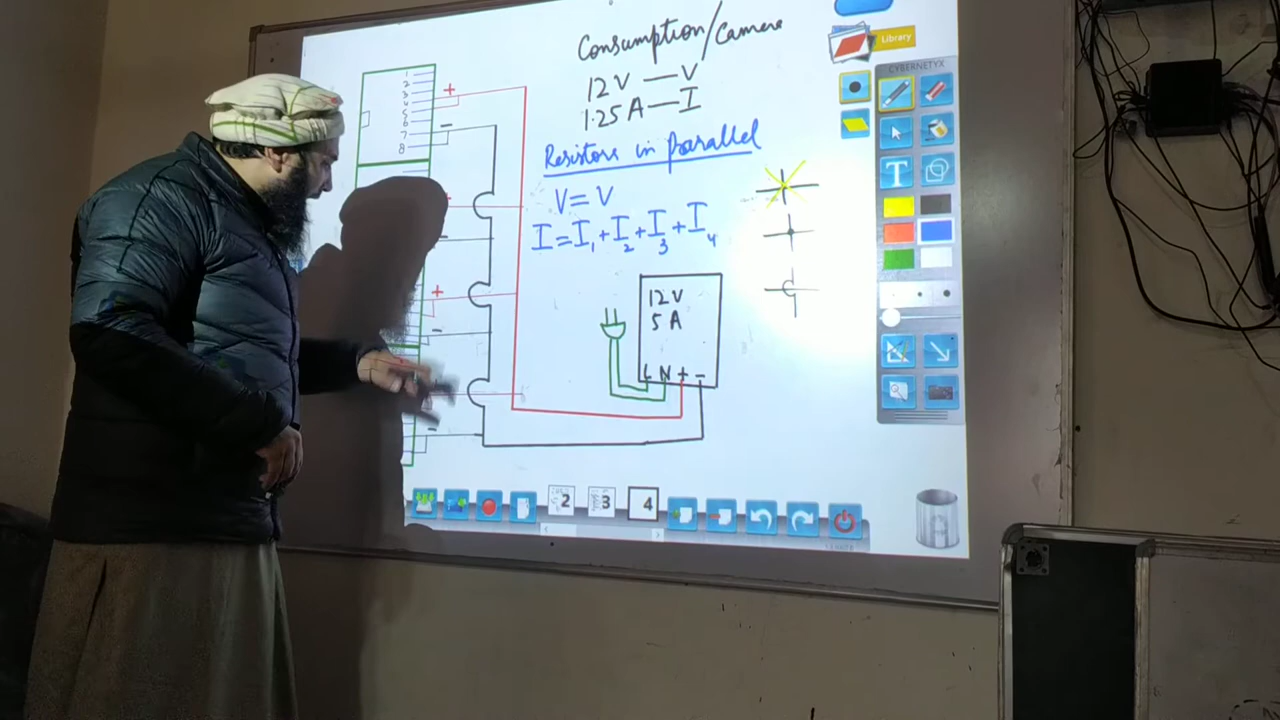 Consumption/Camera
12V — V
1.25A — I
Resistors in parallel
V = V
I = I1 + I2 + I3 + I4
1
2
3
4
5
6
7
8
+
−
+
−
−
12V
5A
L N + −
Library
CYBERNETYX
T
2
3
4